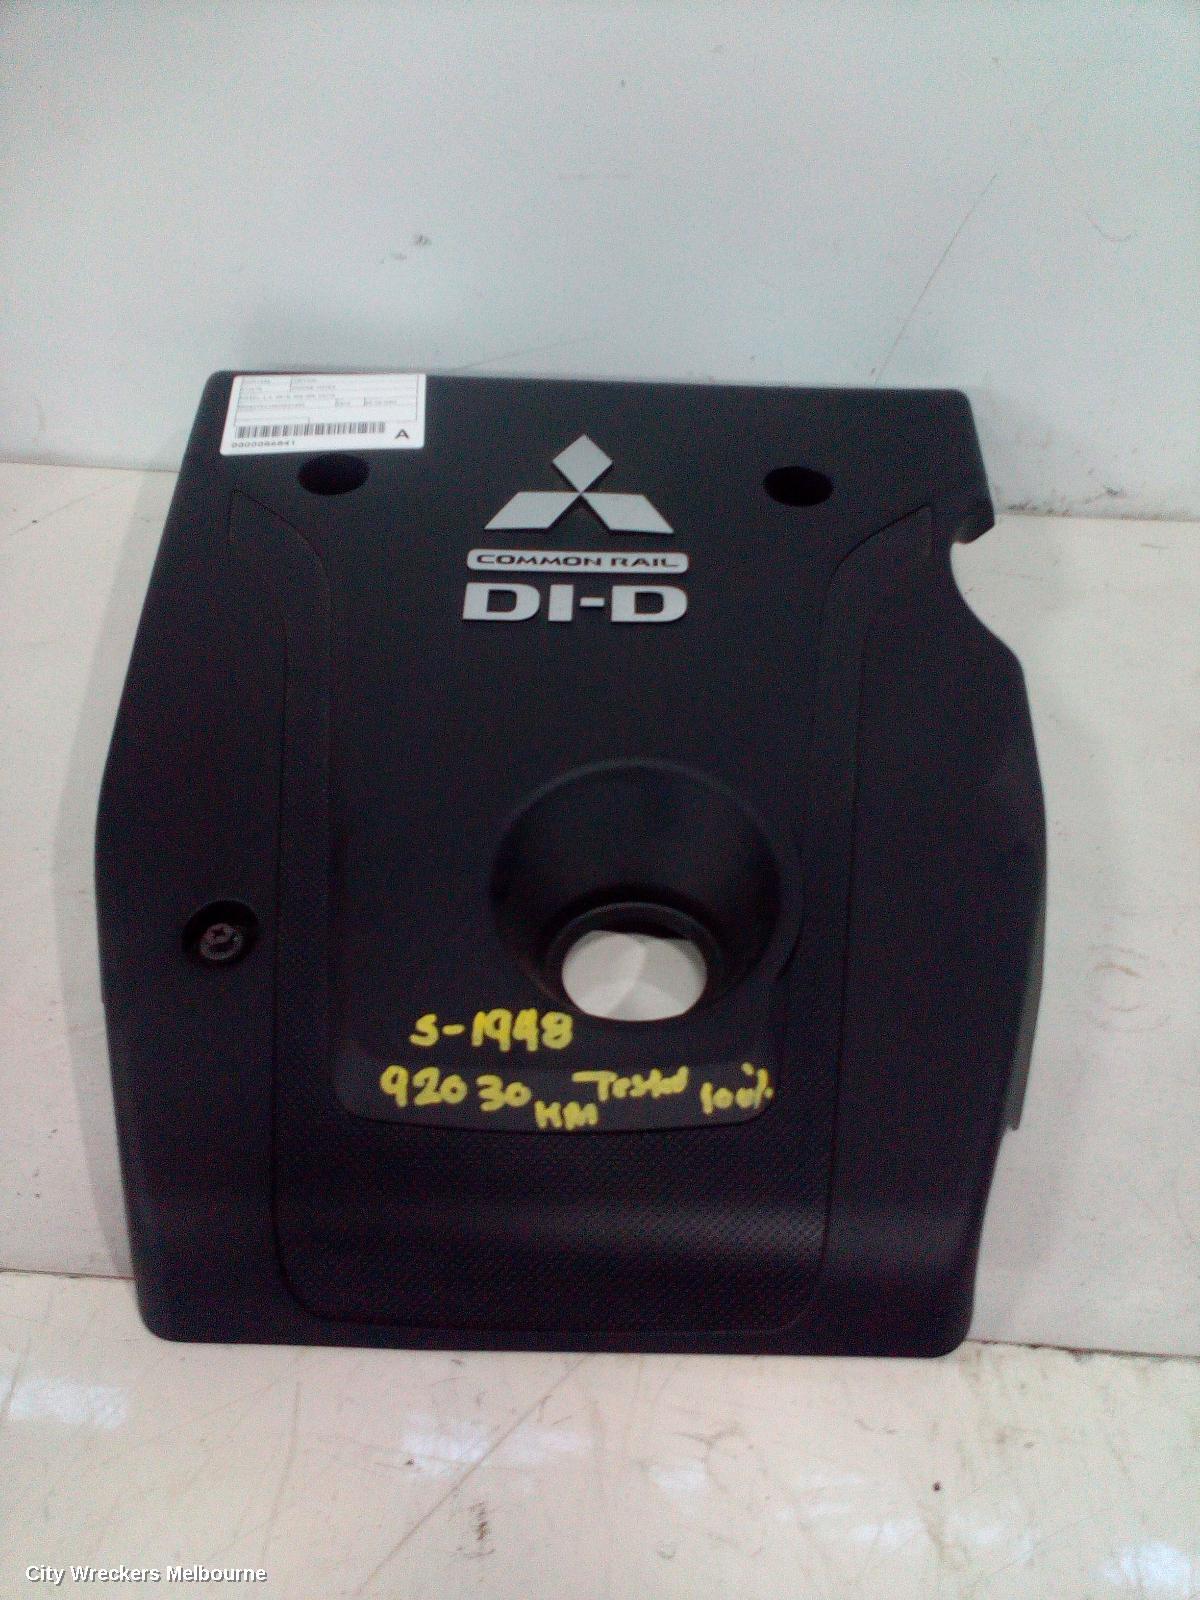 A
COMMON RAIL
DI-D
S-1948
92030 KM Tested 100%
City Wreckers Melbourne